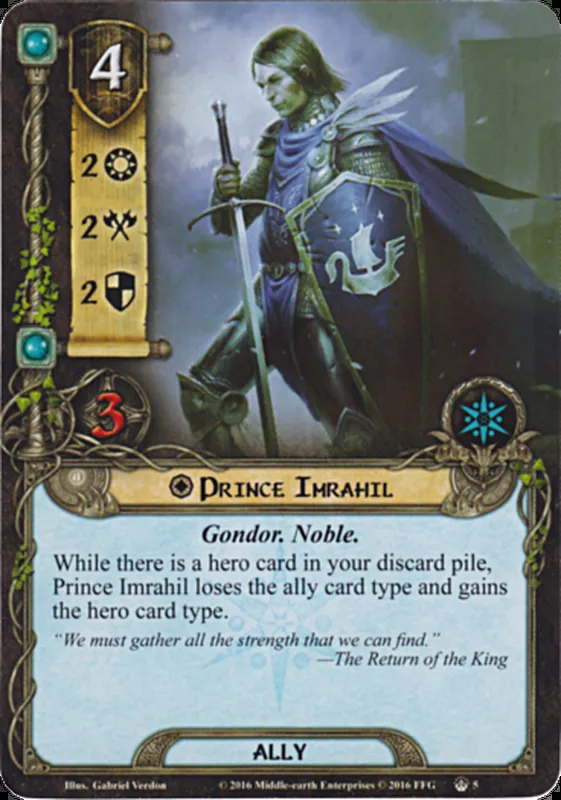 4
2
2
2
3
PRINCE IMRAHIL
Gondor. Noble.
While there is a hero card in your discard pile,
Prince Imrahil loses the ally card type and gains
the hero card type.
“We must gather all the strength that we can find.”
—The Return of the King
ALLY
Illus. Gabriel Verdon © 2016 Middle-earth Enterprises © 2016 FFG 5